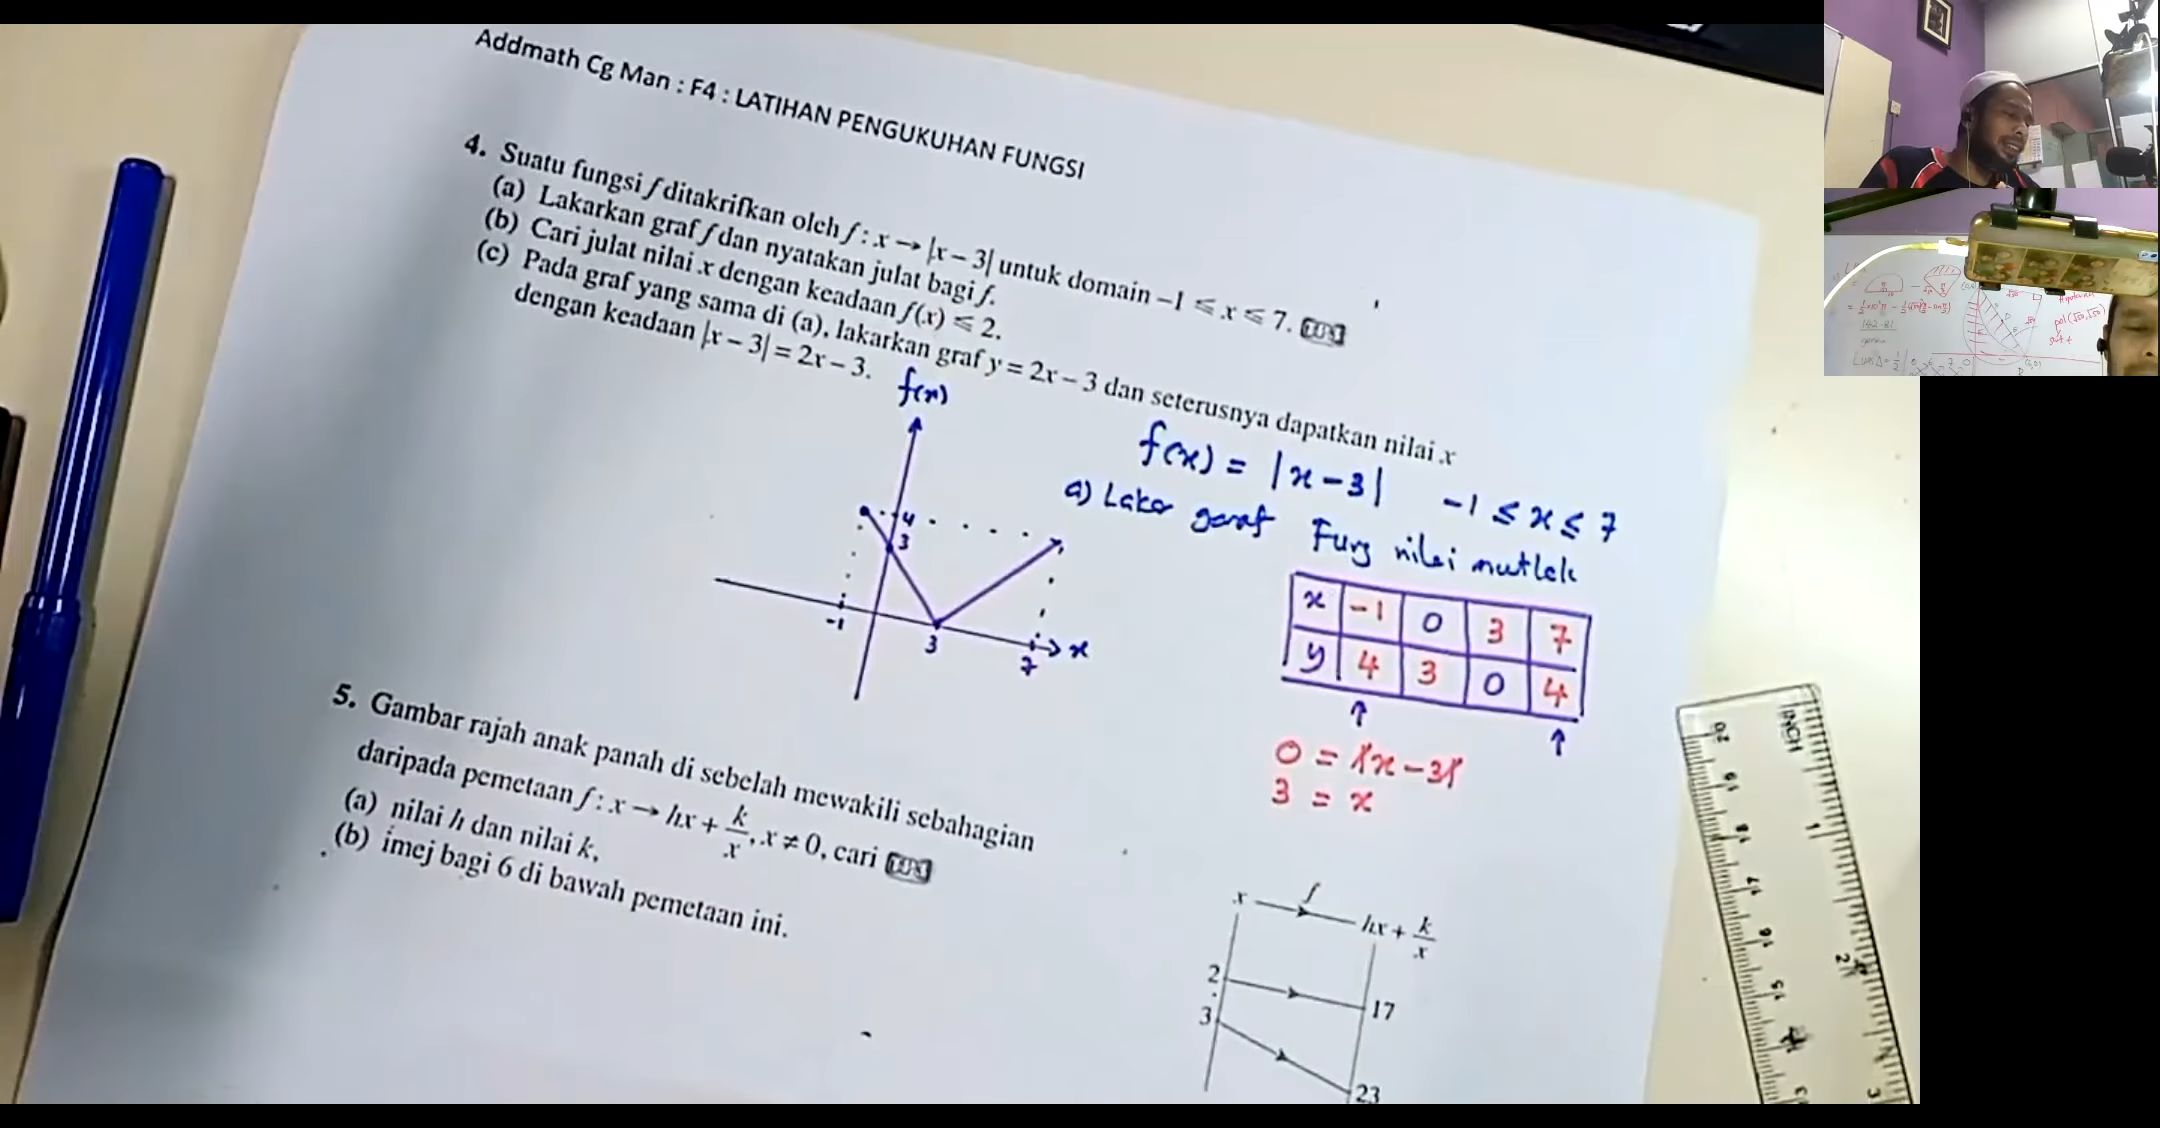 Addmath Cg Man : F4 : LATIHAN PENGUKUHAN FUNGSI
4. Suatu fungsi f ditakrifkan oleh f : x → |x – 3| untuk domain –1 ⩽ x ⩽ 7.
(a) Lakarkan graf f dan nyatakan julat bagi f.
(b) Cari julat nilai x dengan keadaan f(x) ⩽ 2.
(c) Pada graf yang sama di (a), lakarkan graf y = 2x – 3 dan seterusnya dapatkan nilai x
dengan keadaan |x – 3| = 2x – 3.
f(x)
4
3
-1
3
7
x
f(x) = |x - 3| -1 ≤ x ≤ 7
a) Lakar graf Fung nilai mutlak
x -1 0 3 7
y 4 3 0 4
↑ ↑
0 = |x - 3|
3 = x
5. Gambar rajah anak panah di sebelah mewakili sebahagian
daripada pemetaan f : x → hx + k/x, x ≠ 0, cari
(a) nilai h dan nilai k,
(b) imej bagi 6 di bawah pemetaan ini.
f
x hx + k/x
2 17
3 23
INCH